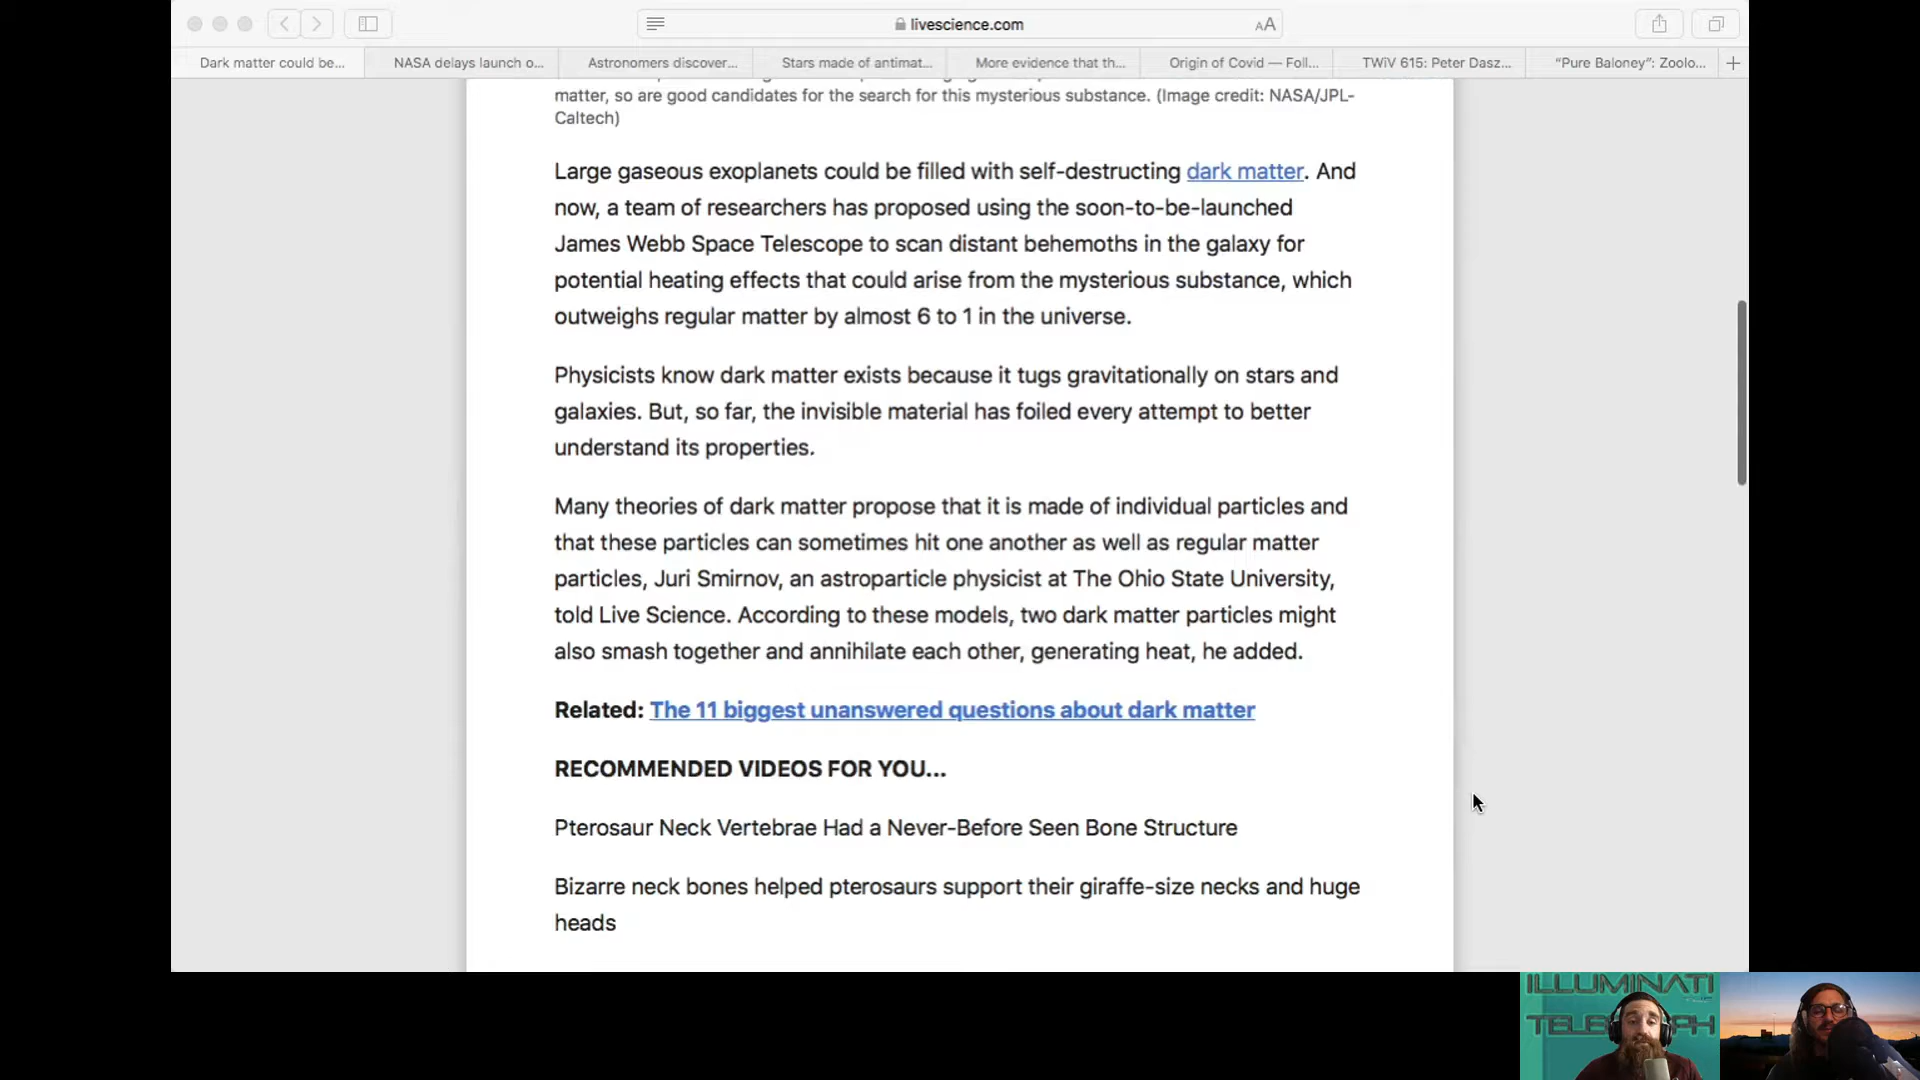 livescience.com
AA
Dark matter could be...
NASA delays launch o...
Astronomers discover...
Stars made of antimat...
More evidence that th...
Origin of Covid — Foll...
TWiV 615: Peter Dasz...
“Pure Baloney”: Zoolo...
matter, so are good candidates for the search for this mysterious substance. (Image credit: NASA/JPL-
Caltech)
Large gaseous exoplanets could be filled with self-destructing dark matter. And
now, a team of researchers has proposed using the soon-to-be-launched
James Webb Space Telescope to scan distant behemoths in the galaxy for
potential heating effects that could arise from the mysterious substance, which
outweighs regular matter by almost 6 to 1 in the universe.
Physicists know dark matter exists because it tugs gravitationally on stars and
galaxies. But, so far, the invisible material has foiled every attempt to better
understand its properties.
Many theories of dark matter propose that it is made of individual particles and
that these particles can sometimes hit one another as well as regular matter
particles, Juri Smirnov, an astroparticle physicist at The Ohio State University,
told Live Science. According to these models, two dark matter particles might
also smash together and annihilate each other, generating heat, he added.
Related: The 11 biggest unanswered questions about dark matter
RECOMMENDED VIDEOS FOR YOU...
Pterosaur Neck Vertebrae Had a Never-Before Seen Bone Structure
Bizarre neck bones helped pterosaurs support their giraffe-size necks and huge
heads
ILLUMINATI